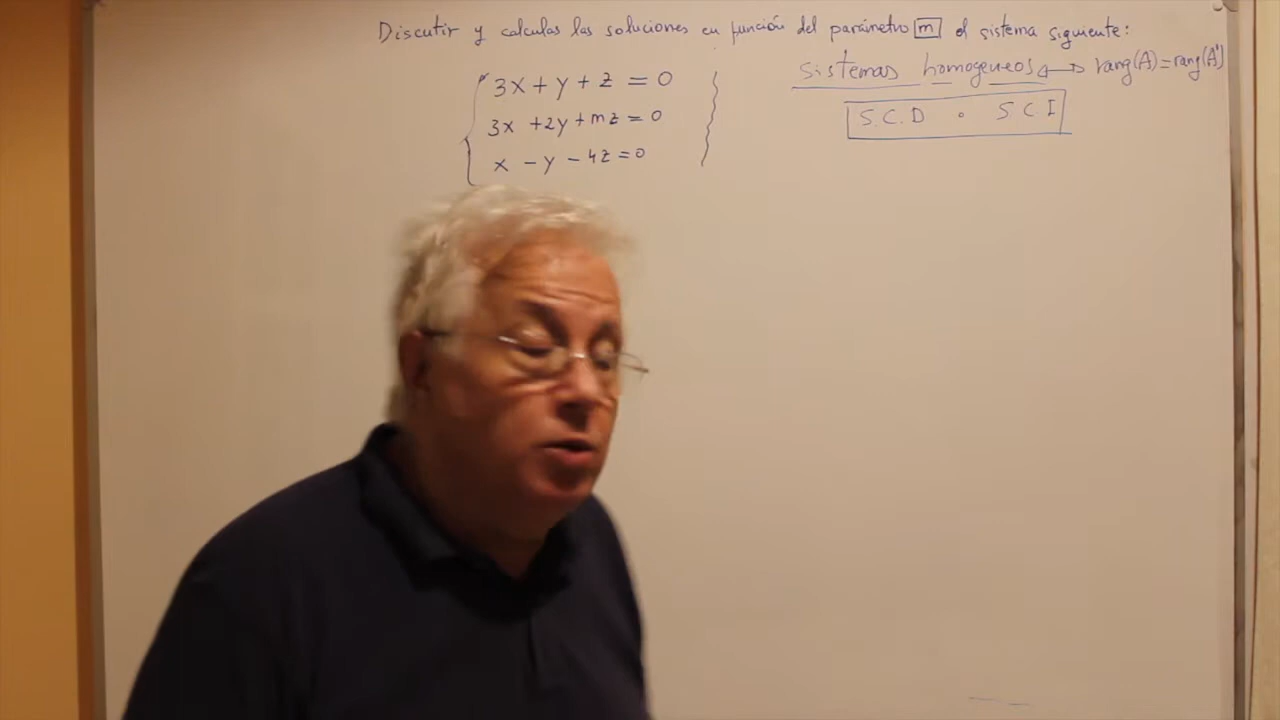 Discutir y calculas las soluciones en función del parámetro m el sistema siguiente:
3x + y + z = 0
3x + 2y + mz = 0
x - y - 4z = 0
sistemas homogeneos ↔ rang(A) = rang(A')
S.C.D o S C I